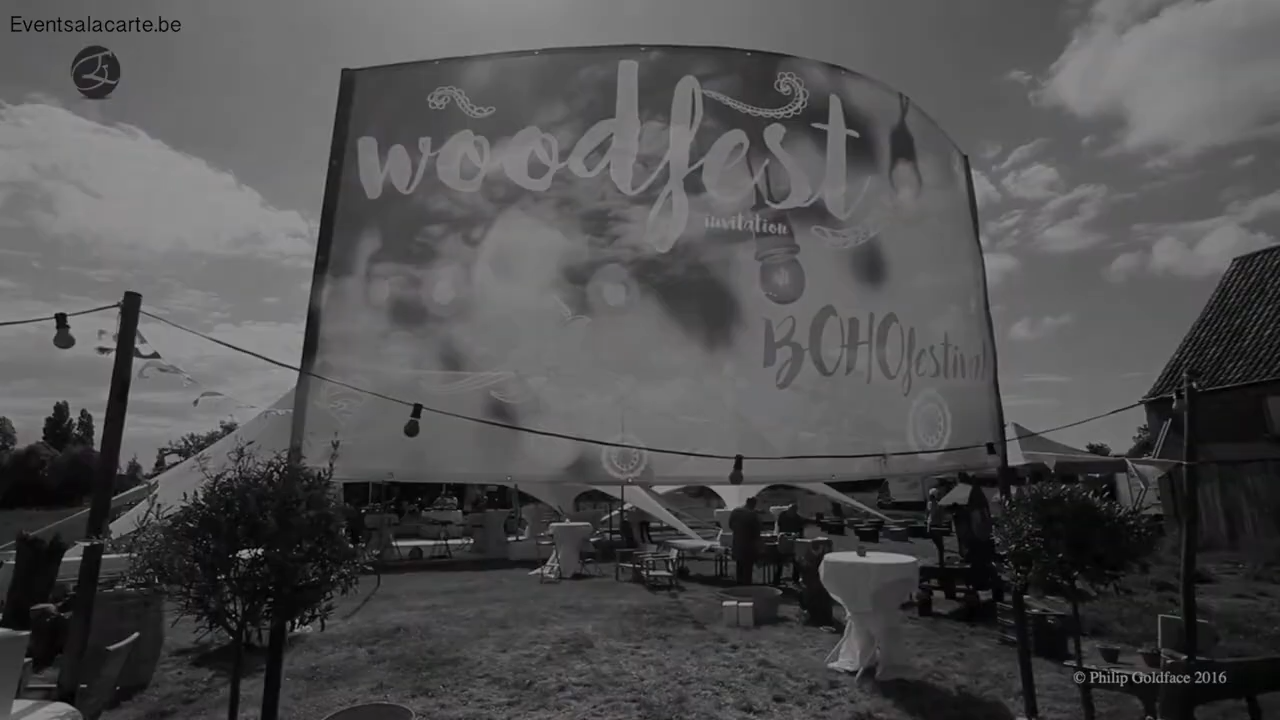 Eventsalacarte.be
woodfest
invitation
BOHOfestival
© Philip Goldface 2016